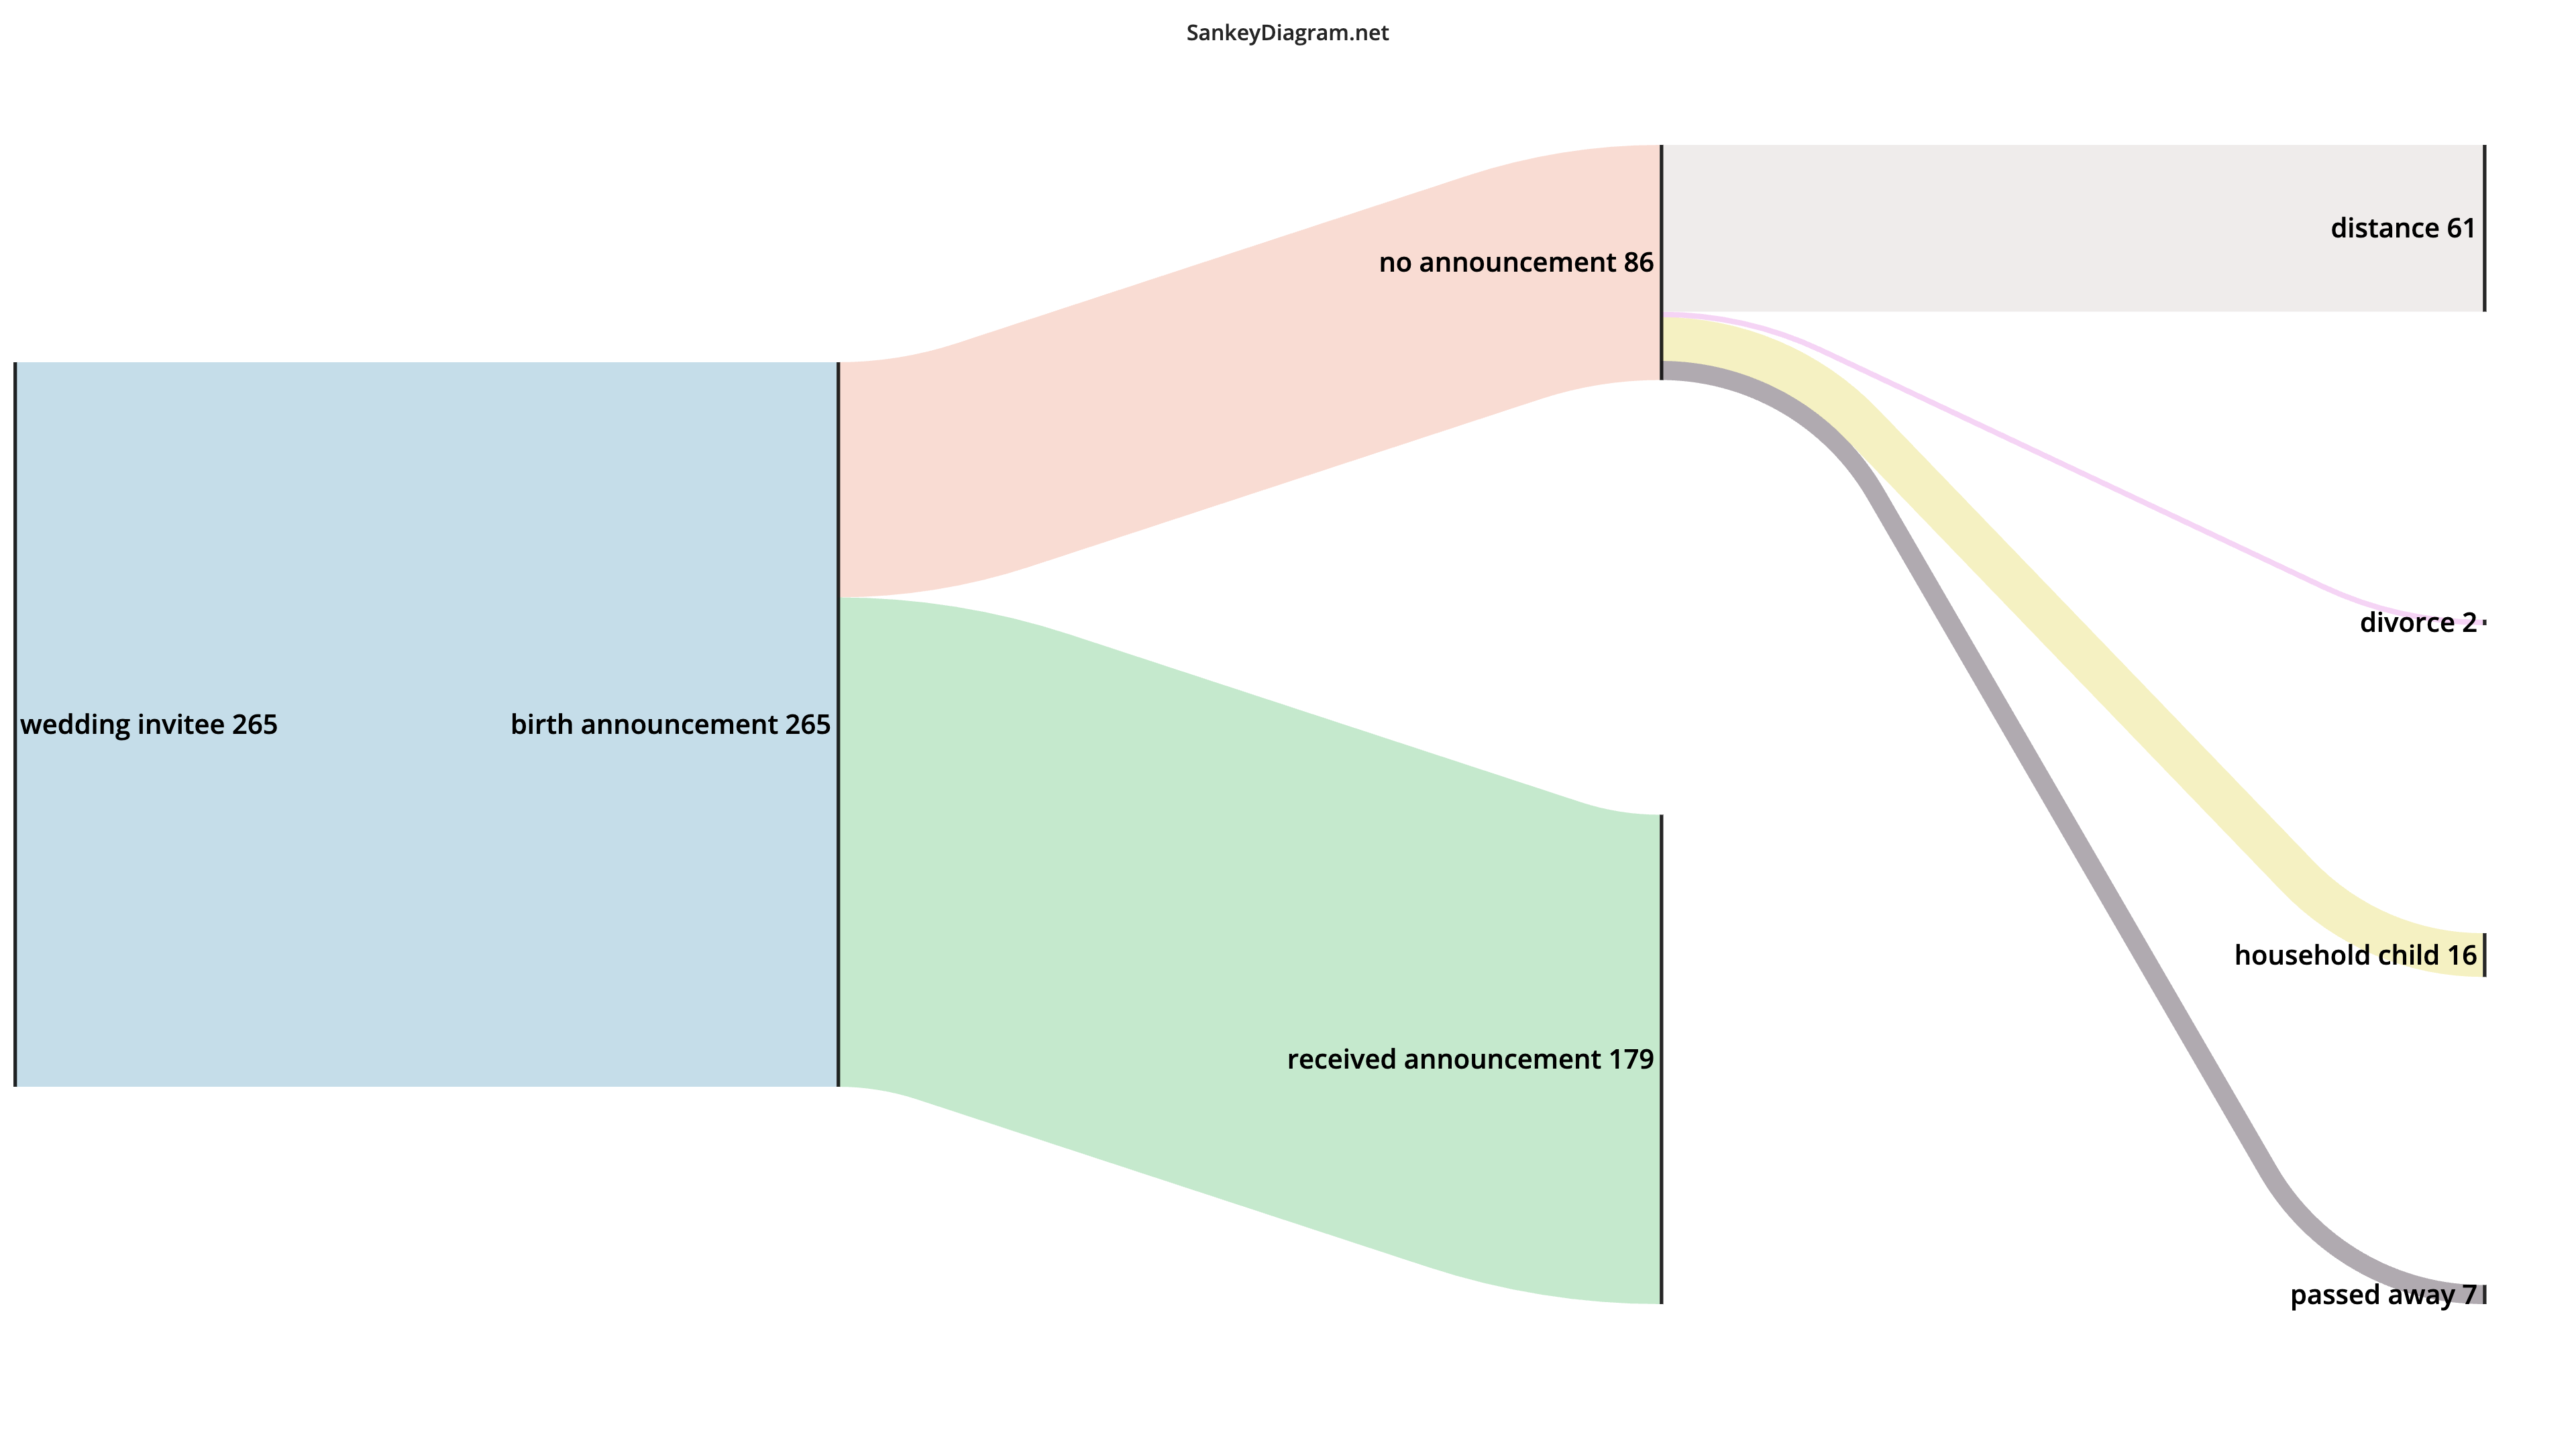 SankeyDiagram.net
wedding invitee 265
birth announcement 265
no announcement 86
received announcement 179
distance 61
divorce 2
household child 16
passed away 7